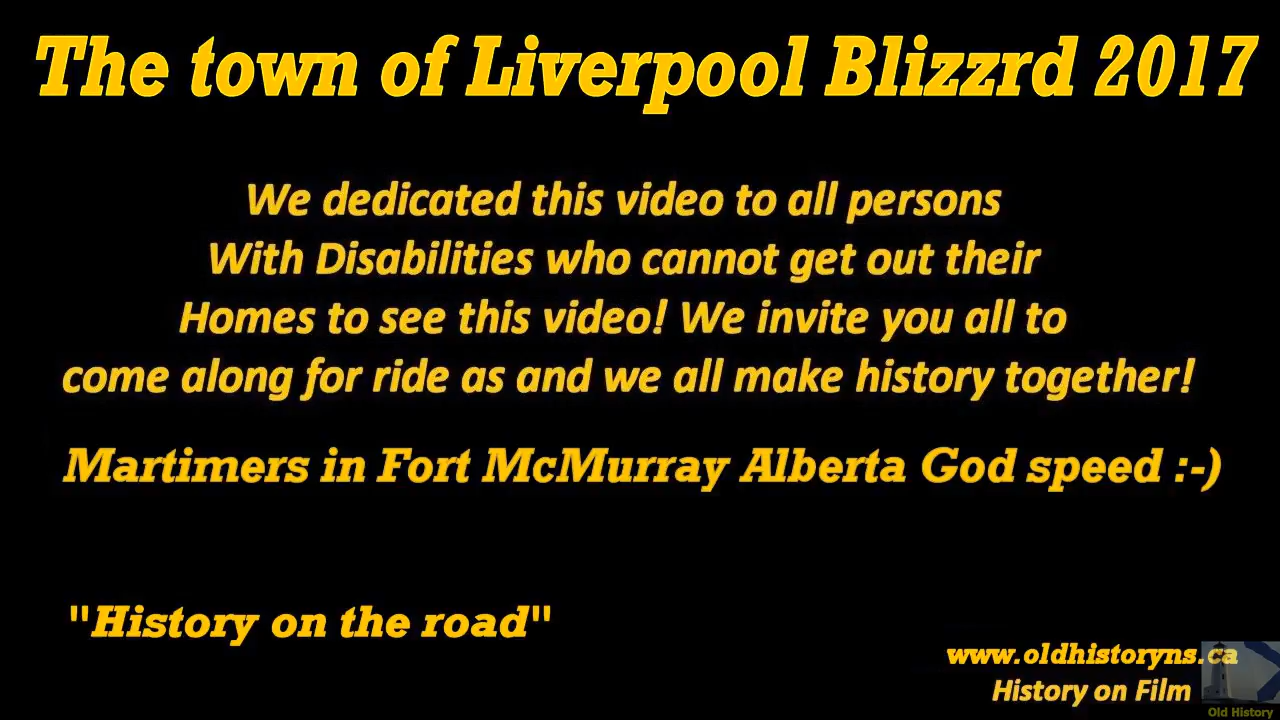 The town of Liverpool Blizzrd 2017
We dedicated this video to all persons
With Disabilities who cannot get out their
Homes to see this video! We invite you all to
come along for ride as and we all make history together!
Martimers in Fort McMurray Alberta God speed :-)
"History on the road"
www.oldhistoryns.ca
History on Film
Old History